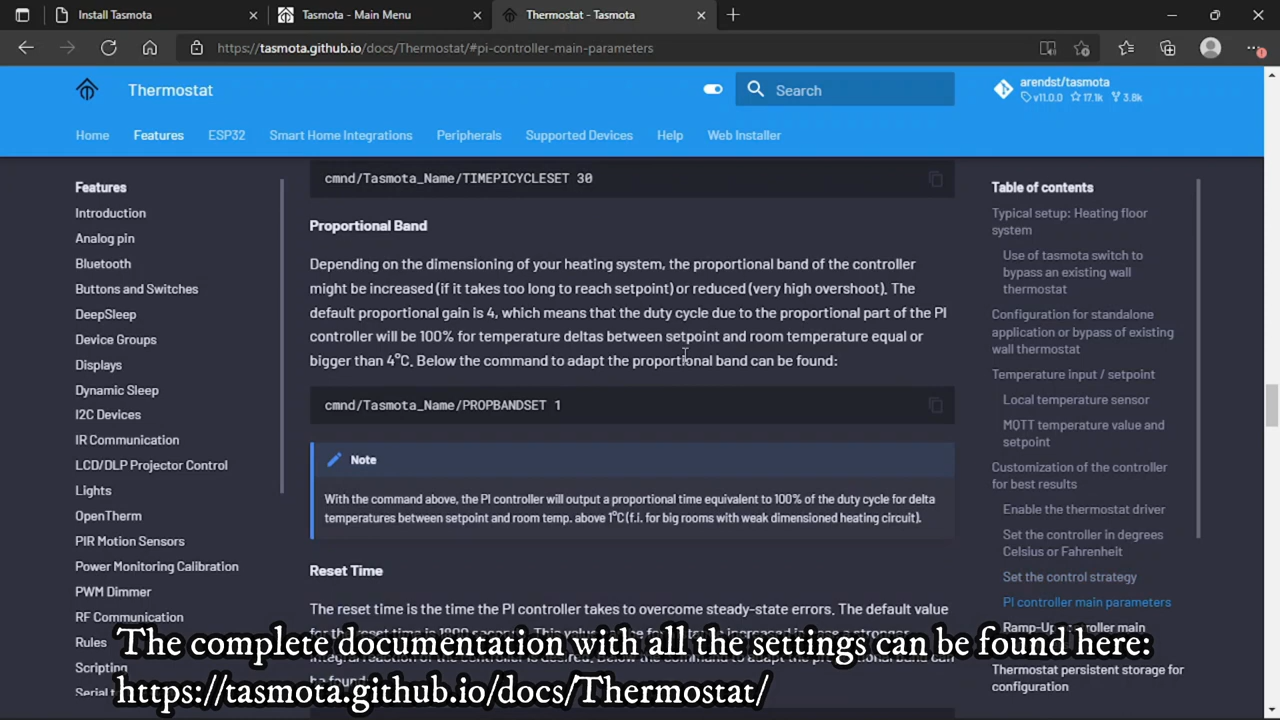 Install Tasmota
Tasmota - Main Menu
Thermostat - Tasmota
https://tasmota.github.io/docs/Thermostat/#pi-controller-main-parameters
Thermostat
Search
arendst/tasmota
v11.0.0 17.1k 3.8k
Home Features ESP32 Smart Home Integrations Peripherals Supported Devices Help Web Installer
Features
Introduction
Analog pin
Bluetooth
Buttons and Switches
DeepSleep
Device Groups
Displays
Dynamic Sleep
I2C Devices
IR Communication
LCD/DLP Projector Control
Lights
OpenTherm
PIR Motion Sensors
Power Monitoring Calibration
PWM Dimmer
RF Communication
Rules
Scripting
cmnd/Tasmota_Name/TIMEPICYCLESET 30
Proportional Band
Depending on the dimensioning of your heating system, the proportional band of the controller
might be increased (if it takes too long to reach setpoint) or reduced (very high overshoot). The
default proportional gain is 4, which means that the duty cycle due to the proportional part of the PI
controller will be 100% for temperature deltas between setpoint and room temperature equal or
bigger than 4°C. Below the command to adapt the proportional band can be found:
cmnd/Tasmota_Name/PROPBANDSET 1
Note
With the command above, the PI controller will output a proportional time equivalent to 100% of the duty cycle for delta
temperatures between setpoint and room temp. above 1°C (f.i. for big rooms with weak dimensioned heating circuit).
Reset Time
The reset time is the time the PI controller takes to overcome steady-state errors. The default value
Table of contents
Typical setup: Heating floor
system
Use of tasmota switch to
bypass an existing wall
thermostat
Configuration for standalone
application or bypass of existing
wall thermostat
Temperature input / setpoint
Local temperature sensor
MQTT temperature value and
setpoint
Customization of the controller
for best results
Enable the thermostat driver
Set the controller in degrees
Celsius or Fahrenheit
Set the control strategy
PI controller main parameters
Thermostat persistent storage for
configuration
The complete documentation with all the settings can be found here:
https://tasmota.github.io/docs/Thermostat/